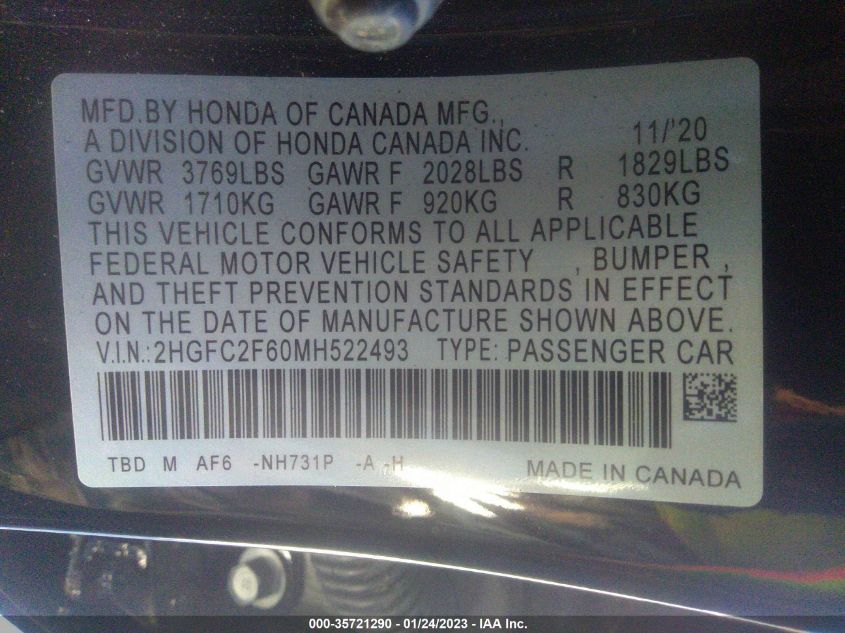 MFD.BY HONDA OF CANADA MFG.,
A DIVISION OF HONDA CANADA INC. 11/'20
GVWR 3769LBS GAWR F 2028LBS R 1829LBS
GVWR 1710KG GAWR F 920KG R 830KG
THIS VEHICLE CONFORMS TO ALL APPLICABLE
FEDERAL MOTOR VEHICLE SAFETY , BUMPER ,
AND THEFT PREVENTION STANDARDS IN EFFECT
ON THE DATE OF MANUFACTURE SHOWN ABOVE.
V.I.N.:2HGFC2F60MH522493 TYPE: PASSENGER CAR
TBD M AF6 -NH731P -A -H MADE IN CANADA
000-35721290 - 01/24/2023 - IAA Inc.